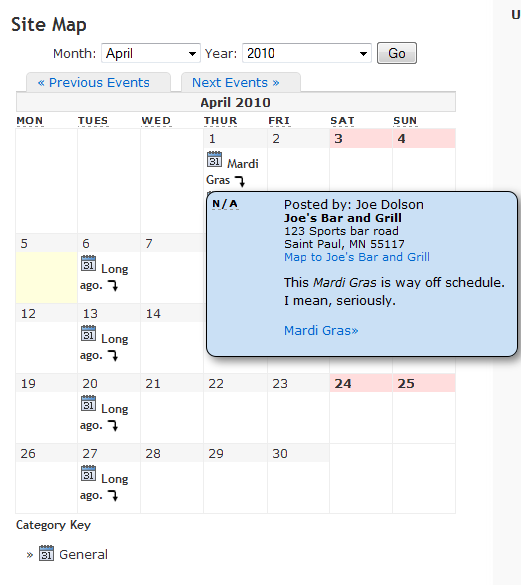 Site Map
U
Month: April Year: 2010 Go
« Previous Events Next Events »
April 2010
MON TUES WED THUR FRI SAT SUN
1 2 3 4
31 Mardi
Gras
N/A Posted by: Joe Dolson
Joe's Bar and Grill
123 Sports bar road
Saint Paul, MN 55117
Map to Joe's Bar and Grill
This Mardi Gras is way off schedule.
I mean, seriously.
Mardi Gras»
5 6 7
31 Long
ago.
12 13 14
31 Long
ago.
19 20 21 22 23 24 25
31 Long
ago.
26 27 28 29 30
31 Long
ago.
Category Key
» 31 General